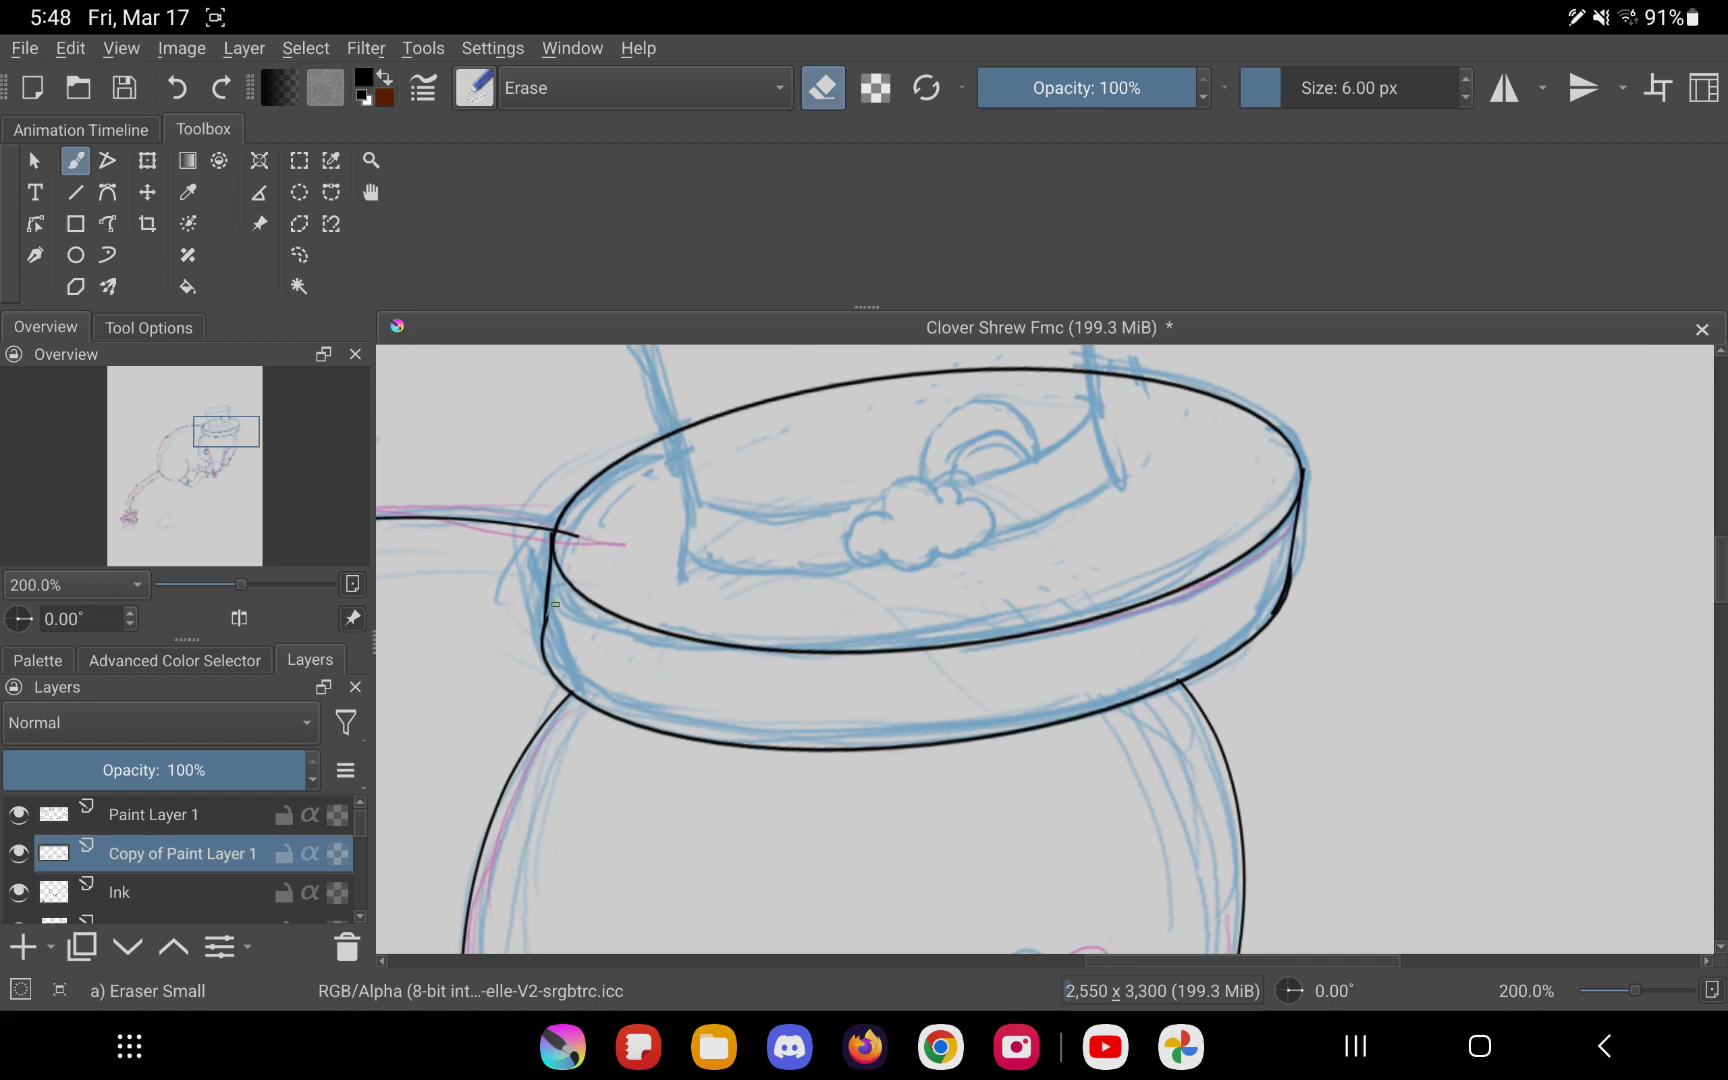 5:48 Fri, Mar 17 91%
File Edit View Image Layer Select Filter Tools Settings Window Help
Erase Opacity: 100% Size: 6.00 px
Animation Timeline Toolbox
Overview Tool Options
Clover Shrew Fmc (199.3 MiB) *
Overview
200.0%
0.00°
Palette Advanced Color Selector Layers
Layers
Normal
Opacity: 100%
Paint Layer 1
Copy of Paint Layer 1
Ink
a) Eraser Small RGB/Alpha (8-bit int...-elle-V2-srgbtrc.icc 2,550 x 3,300 (199.3 MiB) 0.00° 200.0%